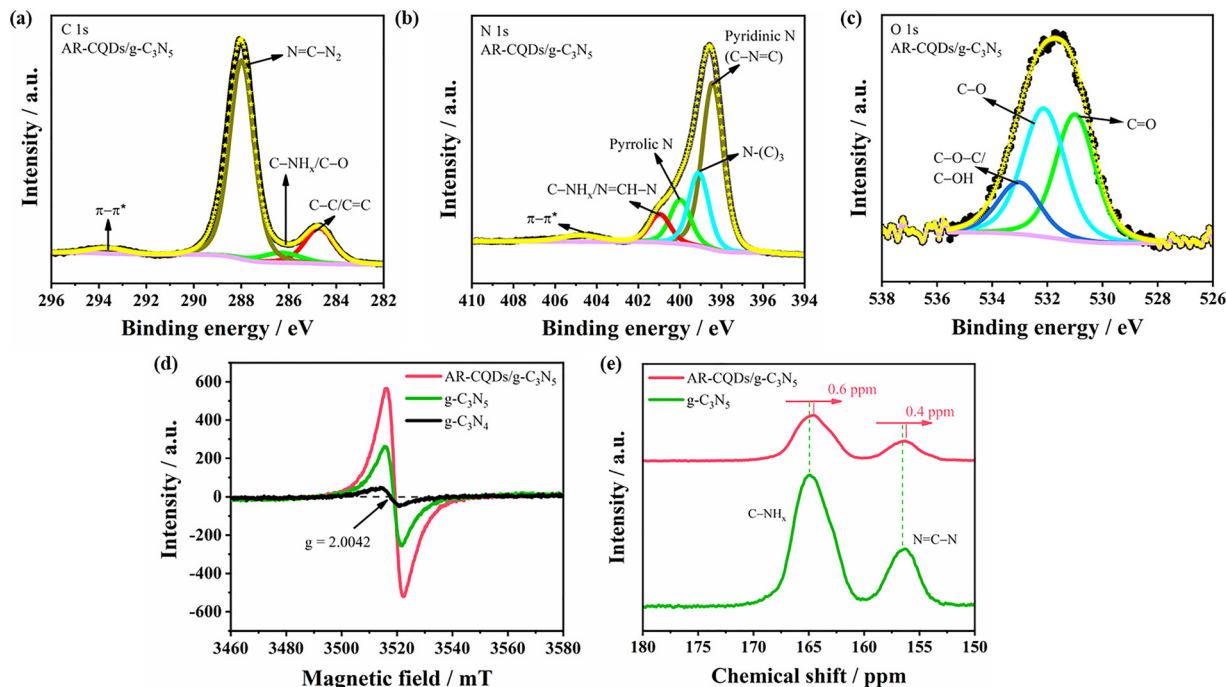 (a)
C 1s
AR-CQDs/g-C₃N₅
N=C–N₂
C–NHₓ/C–O
C–C/C=C
π–π*
Intensity / a.u.
296 294 292 290 288 286 284 282
Binding energy / eV
(b)
N 1s
AR-CQDs/g-C₃N₅
Pyridinic N
(C–N=C)
Pyrrolic N
N-(C)₃
C–NHₓ/N=CH–N
π–π*
Intensity / a.u.
410 408 406 404 402 400 398 396 394
Binding energy / eV
(c)
O 1s
AR-CQDs/g-C₃N₅
C–O
C=O
C–O–C/
C–OH
Intensity / a.u.
538 536 534 532 530 528 526
Binding energy / eV
(d)
AR-CQDs/g-C₃N₅
g-C₃N₅
g-C₃N₄
g = 2.0042
600
400
200
0
-200
-400
-600
Intensity / a.u.
3460 3480 3500 3520 3540 3560 3580
Magnetic field / mT
(e)
AR-CQDs/g-C₃N₅
g-C₃N₅
0.6 ppm
0.4 ppm
C–NHₓ
N=C–N
Intensity / a.u.
180 175 170 165 160 155 150
Chemical shift / ppm